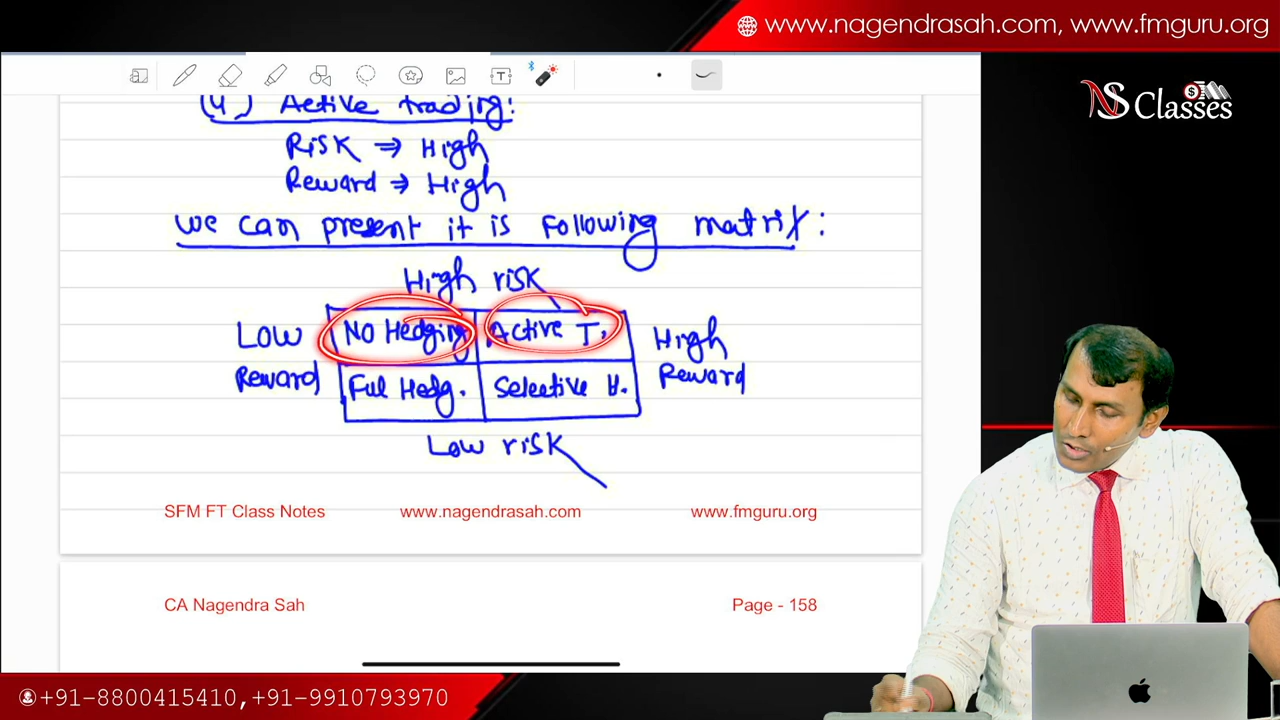 www.nagendrasah.com, www.fmguru.org
NS Classes
(4) Active trading:
Risk ⇒ High
Reward ⇒ High
we can present it is following matrix:
High risk
Low Reward
No Hedging
Active T.
High Reward
Full Hedg.
Selective H.
Low risk
SFM FT Class Notes www.nagendrasah.com www.fmguru.org
CA Nagendra Sah Page - 158
+91-8800415410,+91-9910793970